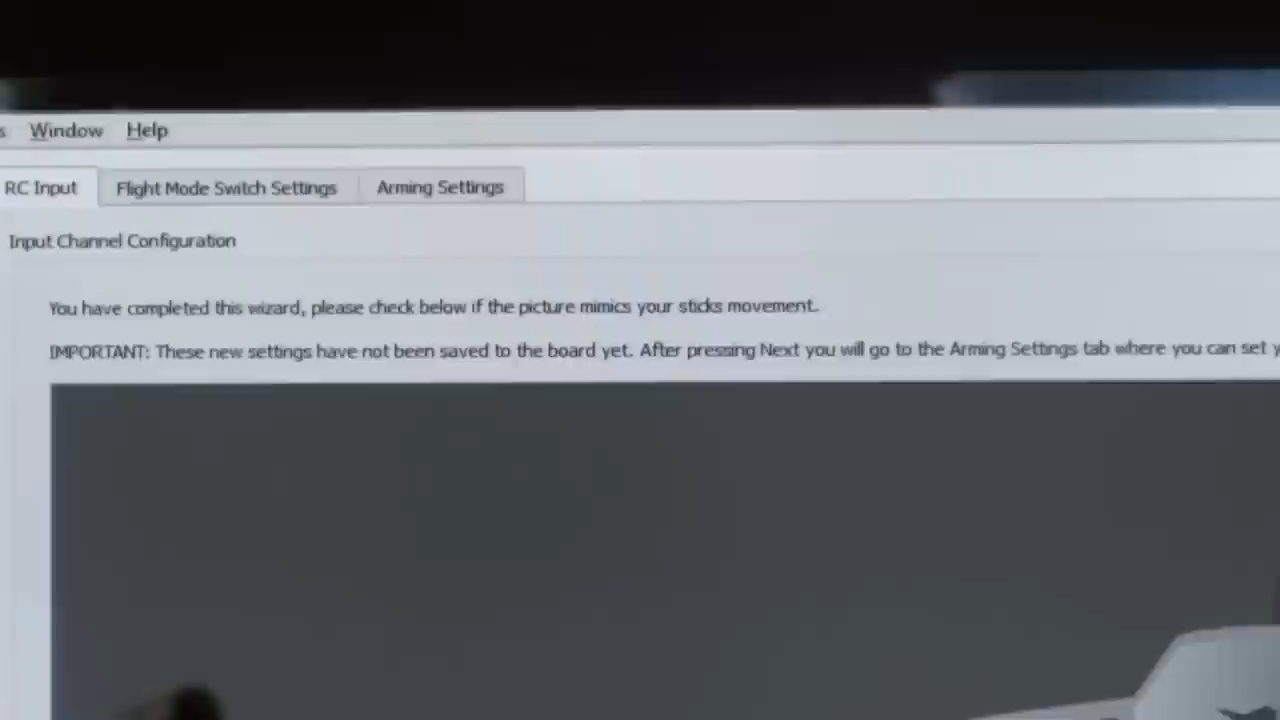 s Window Help
RC Input Flight Mode Switch Settings Arming Settings
Input Channel Configuration
You have completed this wizard, please check below if the picture mimics your sticks movement.
IMPORTANT: These new settings have not been saved to the board yet. After pressing Next you will go to the Arming Settings tab where you can set y